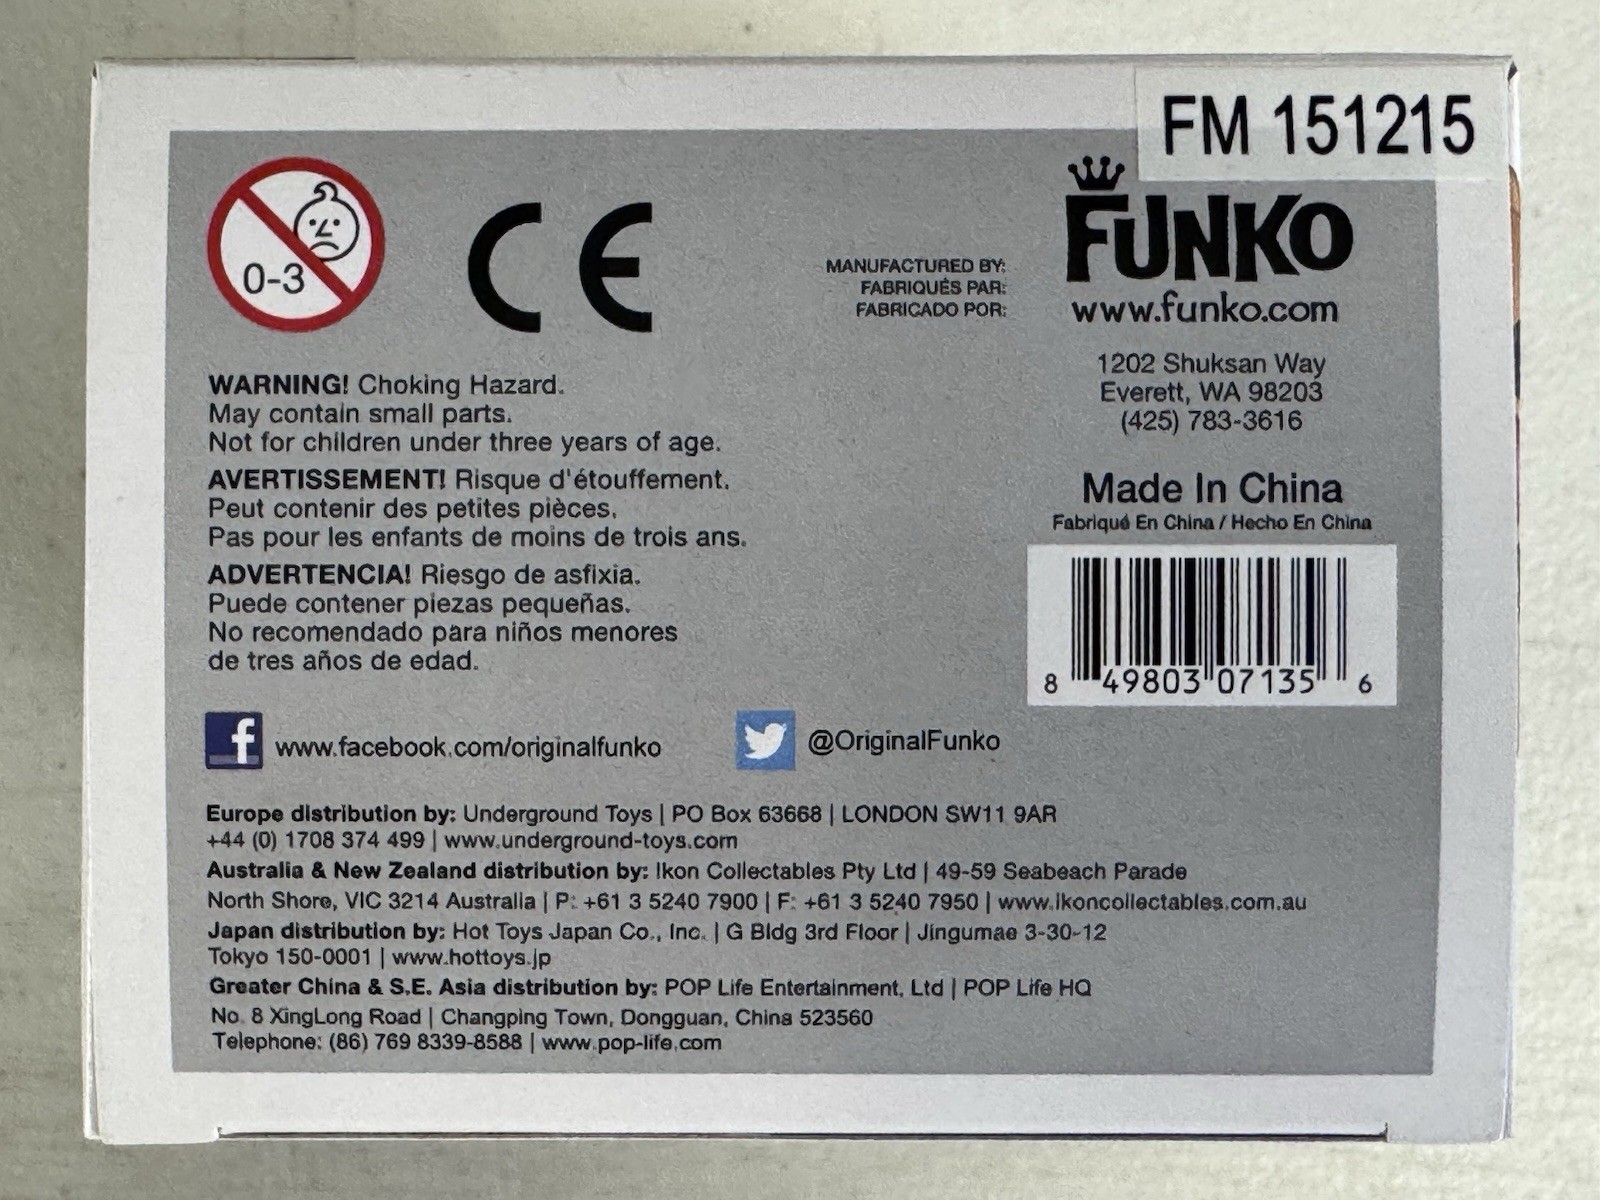 FM 151215
0-3
CE
MANUFACTURED BY:
FABRIQUÉS PAR:
FABRICADO POR:
FUNKO
www.funko.com
1202 Shuksan Way
Everett, WA 98203
(425) 783-3616
WARNING! Choking Hazard.
May contain small parts.
Not for children under three years of age.
AVERTISSEMENT! Risque d'étouffement.
Peut contenir des petites pièces.
Pas pour les enfants de moins de trois ans.
ADVERTENCIA! Riesgo de asfixia.
Puede contener piezas pequeñas.
No recomendado para niños menores
de tres años de edad.
Made In China
Fabriqué En China / Hecho En China
8 49803 07135 6
f www.facebook.com/originalfunko
@OriginalFunko
Europe distribution by: Underground Toys | PO Box 63668 | LONDON SW11 9AR
+44 (0) 1708 374 499 | www.underground-toys.com
Australia & New Zealand distribution by: Ikon Collectables Pty Ltd | 49-59 Seabeach Parade
North Shore, VIC 3214 Australia | P: +61 3 5240 7900 | F: +61 3 5240 7950 | www.ikoncollectables.com.au
Japan distribution by: Hot Toys Japan Co., Inc. | G Bldg 3rd Floor | Jingumae 3-30-12
Tokyo 150-0001 | www.hottoys.jp
Greater China & S.E. Asia distribution by: POP Life Entertainment, Ltd | POP Life HQ
No. 8 XingLong Road | Changping Town, Dongguan, China 523560
Telephone: (86) 769 8339-8588 | www.pop-life.com